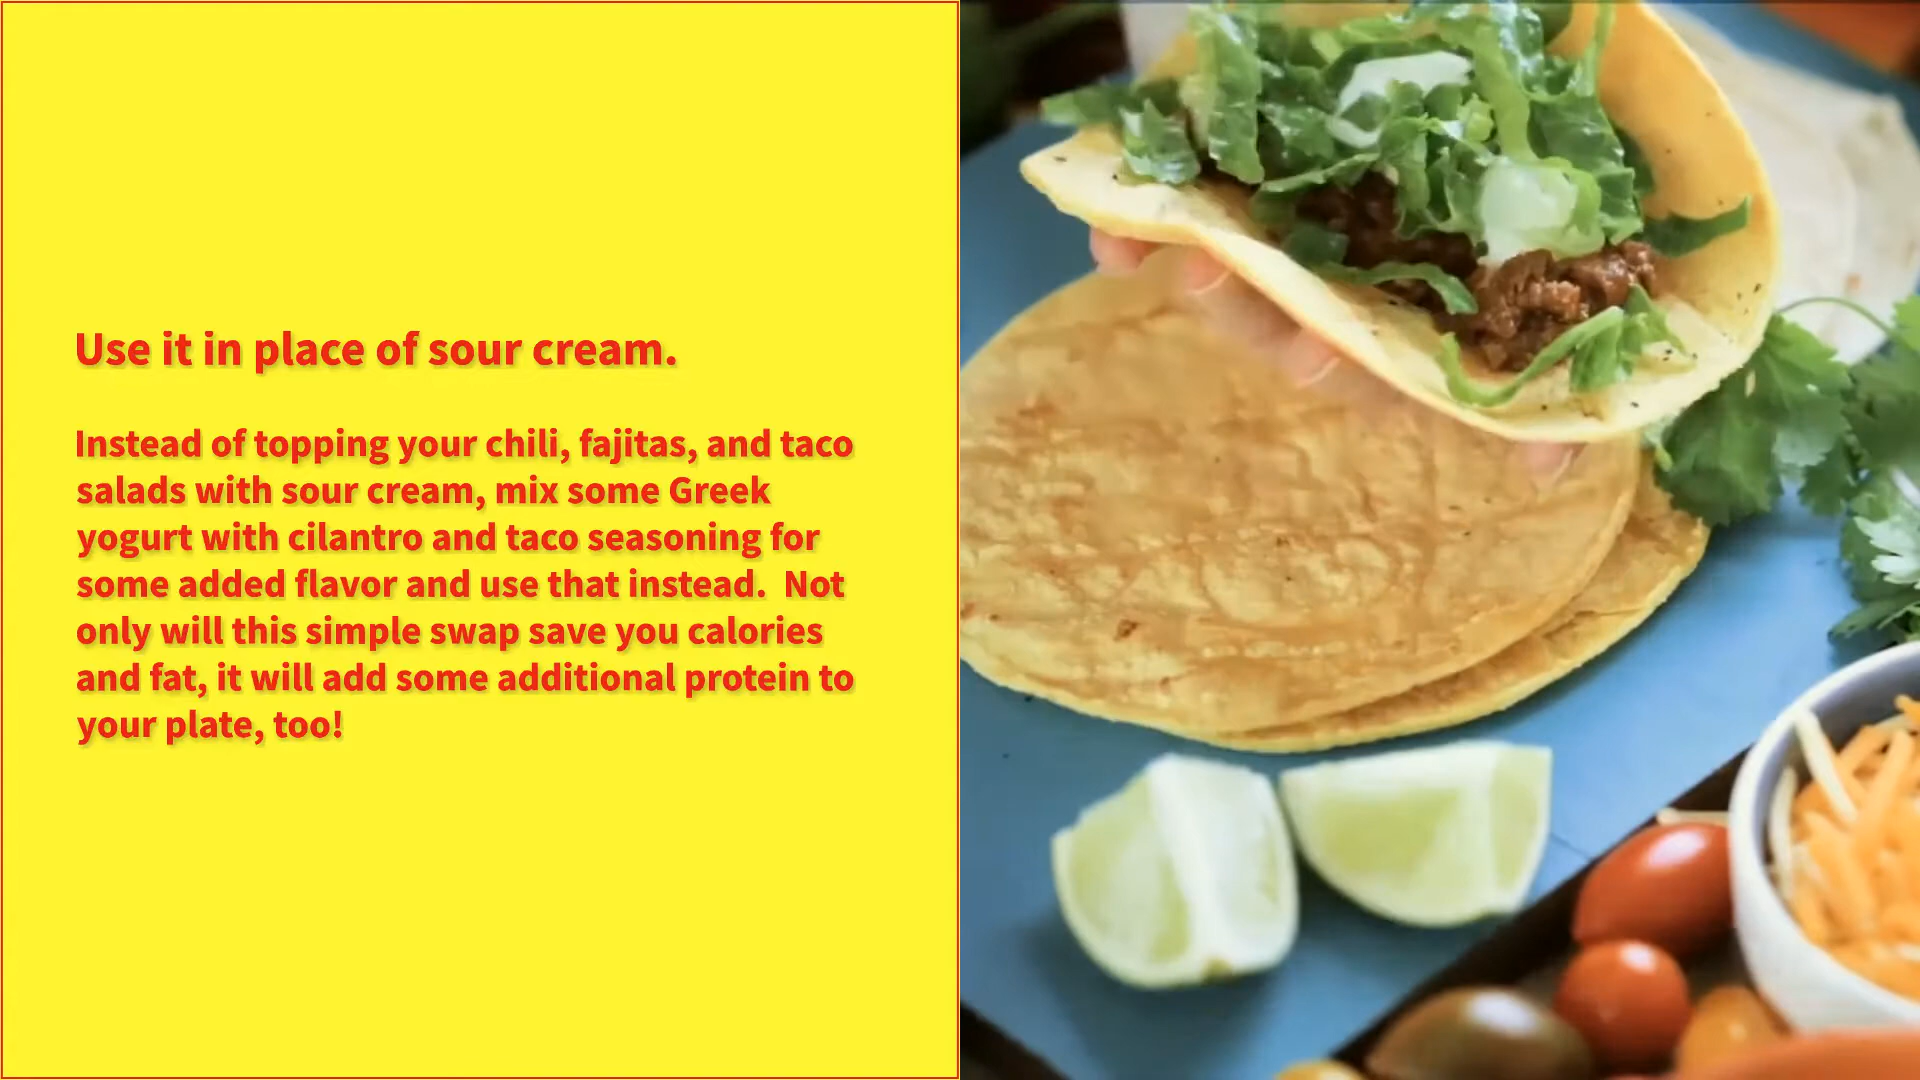 Use it in place of sour cream.
Instead of topping your chili, fajitas, and taco
salads with sour cream, mix some Greek
yogurt with cilantro and taco seasoning for
some added flavor and use that instead.  Not
only will this simple swap save you calories
and fat, it will add some additional protein to
your plate, too!